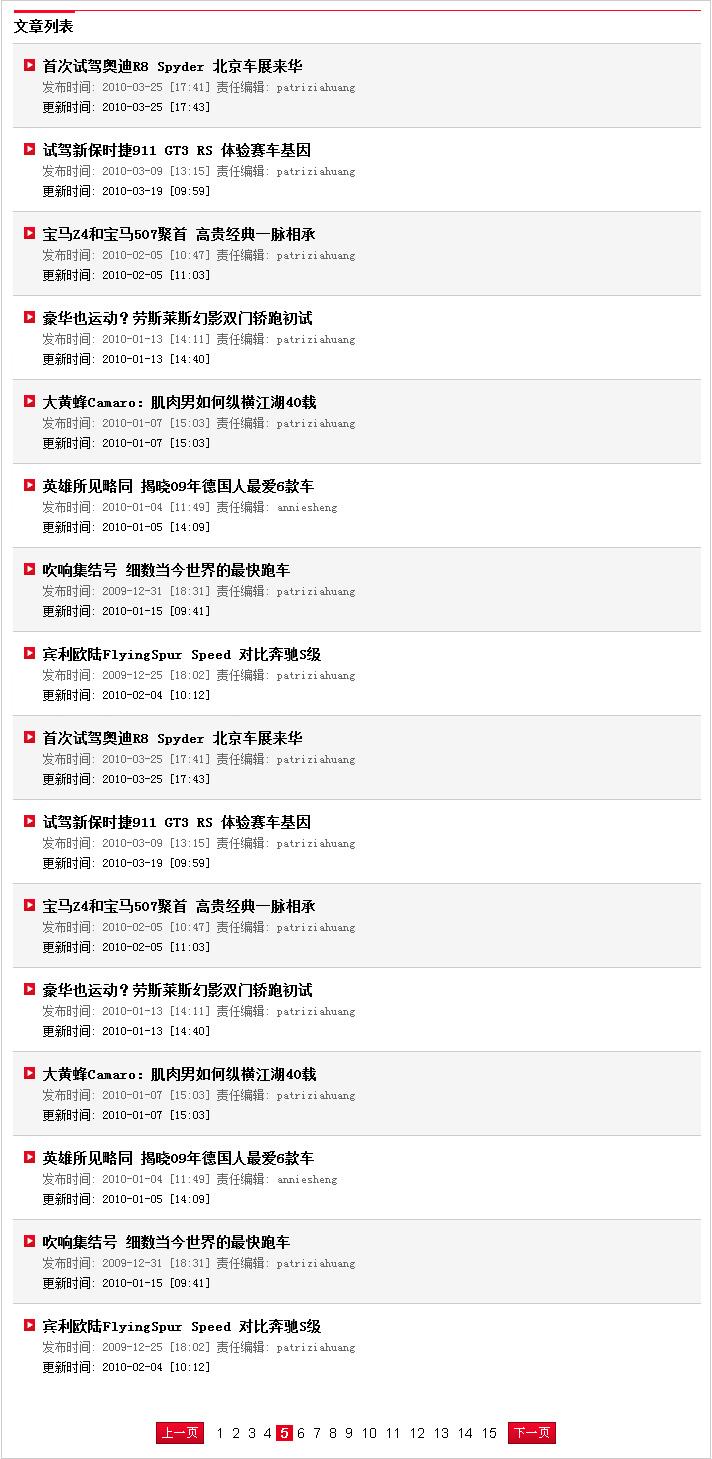 文章列表
首次试驾奥迪R8 Spyder 北京车展来华
发布时间: 2010-03-25 [17:41] 责任编辑: patriziahuang
更新时间: 2010-03-25 [17:43]
试驾新保时捷911 GT3 RS 体验赛车基因
发布时间: 2010-03-09 [13:15] 责任编辑: patriziahuang
更新时间: 2010-03-19 [09:59]
宝马Z4和宝马507聚首 高贵经典一脉相承
发布时间: 2010-02-05 [10:47] 责任编辑: patriziahuang
更新时间: 2010-02-05 [11:03]
豪华也运动？劳斯莱斯幻影双门轿跑初试
发布时间: 2010-01-13 [14:11] 责任编辑: patriziahuang
更新时间: 2010-01-13 [14:40]
大黄蜂Camaro：肌肉男如何纵横江湖40载
发布时间: 2010-01-07 [15:03] 责任编辑: patriziahuang
更新时间: 2010-01-07 [15:03]
英雄所见略同 揭晓09年德国人最爱6款车
发布时间: 2010-01-04 [11:49] 责任编辑: anniesheng
更新时间: 2010-01-05 [14:09]
吹响集结号 细数当今世界的最快跑车
发布时间: 2009-12-31 [18:31] 责任编辑: patriziahuang
更新时间: 2010-01-15 [09:41]
宾利欧陆FlyingSpur Speed 对比奔驰S级
发布时间: 2009-12-25 [18:02] 责任编辑: patriziahuang
更新时间: 2010-02-04 [10:12]
首次试驾奥迪R8 Spyder 北京车展来华
发布时间: 2010-03-25 [17:41] 责任编辑: patriziahuang
更新时间: 2010-03-25 [17:43]
试驾新保时捷911 GT3 RS 体验赛车基因
发布时间: 2010-03-09 [13:15] 责任编辑: patriziahuang
更新时间: 2010-03-19 [09:59]
宝马Z4和宝马507聚首 高贵经典一脉相承
发布时间: 2010-02-05 [10:47] 责任编辑: patriziahuang
更新时间: 2010-02-05 [11:03]
豪华也运动？劳斯莱斯幻影双门轿跑初试
发布时间: 2010-01-13 [14:11] 责任编辑: patriziahuang
更新时间: 2010-01-13 [14:40]
大黄蜂Camaro：肌肉男如何纵横江湖40载
发布时间: 2010-01-07 [15:03] 责任编辑: patriziahuang
更新时间: 2010-01-07 [15:03]
英雄所见略同 揭晓09年德国人最爱6款车
发布时间: 2010-01-04 [11:49] 责任编辑: anniesheng
更新时间: 2010-01-05 [14:09]
吹响集结号 细数当今世界的最快跑车
发布时间: 2009-12-31 [18:31] 责任编辑: patriziahuang
更新时间: 2010-01-15 [09:41]
宾利欧陆FlyingSpur Speed 对比奔驰S级
发布时间: 2009-12-25 [18:02] 责任编辑: patriziahuang
更新时间: 2010-02-04 [10:12]
上一页 1 2 3 4 5 6 7 8 9 10 11 12 13 14 15 下一页